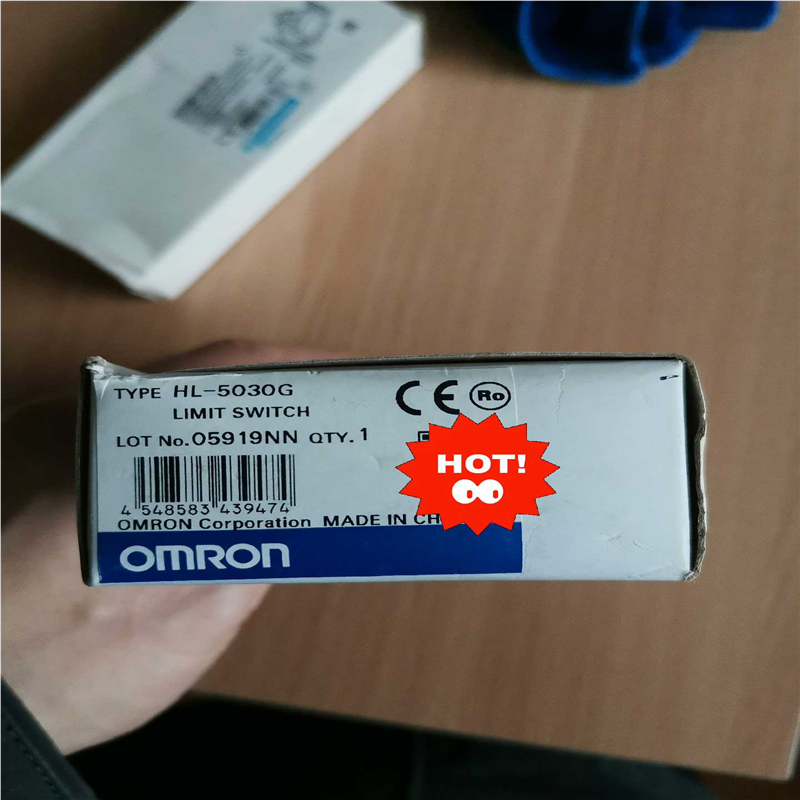 TYPE HL-5030G
LIMIT SWITCH
LOT No. 05919NN QTY. 1
4 548583 439474
OMRON Corporation MADE IN CH
OMRON
CE Ro
HOT!